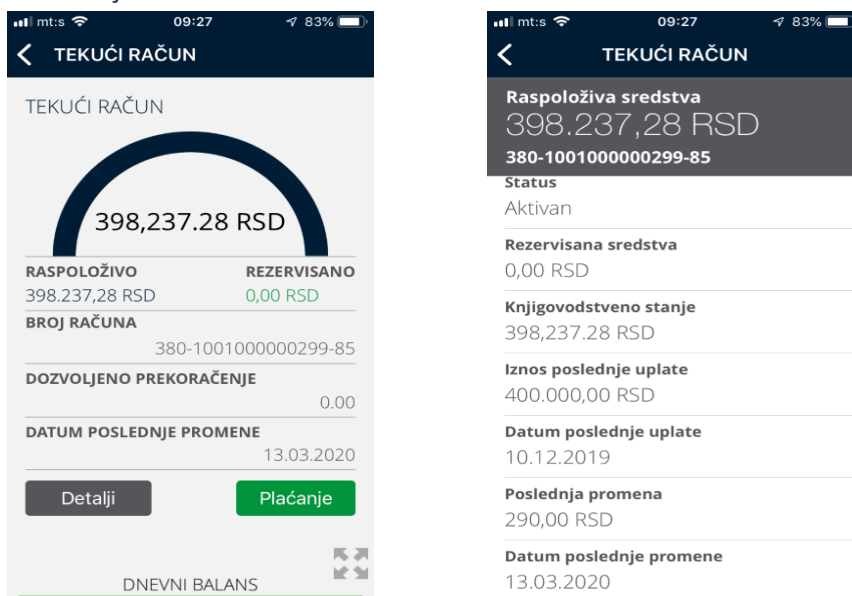 mt:s 09:27 83%
TEKUĆI RAČUN
TEKUĆI RAČUN
398,237.28 RSD
RASPOLOŽIVO REZERVISANO
398.237,28 RSD 0,00 RSD
BROJ RAČUNA
380-1001000000299-85
DOZVOLJENO PREKORAČENJE
0.00
DATUM POSLEDNJE PROMENE
13.03.2020
Detalji Plaćanje
DNEVNI BALANS
mt:s 09:27 83%
TEKUĆI RAČUN
Raspoloživa sredstva
398.237,28 RSD
380-1001000000299-85
Status
Aktivan
Rezervisana sredstva
0,00 RSD
Knjigovodstveno stanje
398,237.28 RSD
Iznos poslednje uplate
400.000,00 RSD
Datum poslednje uplate
10.12.2019
Poslednja promena
290,00 RSD
Datum poslednje promene
13.03.2020